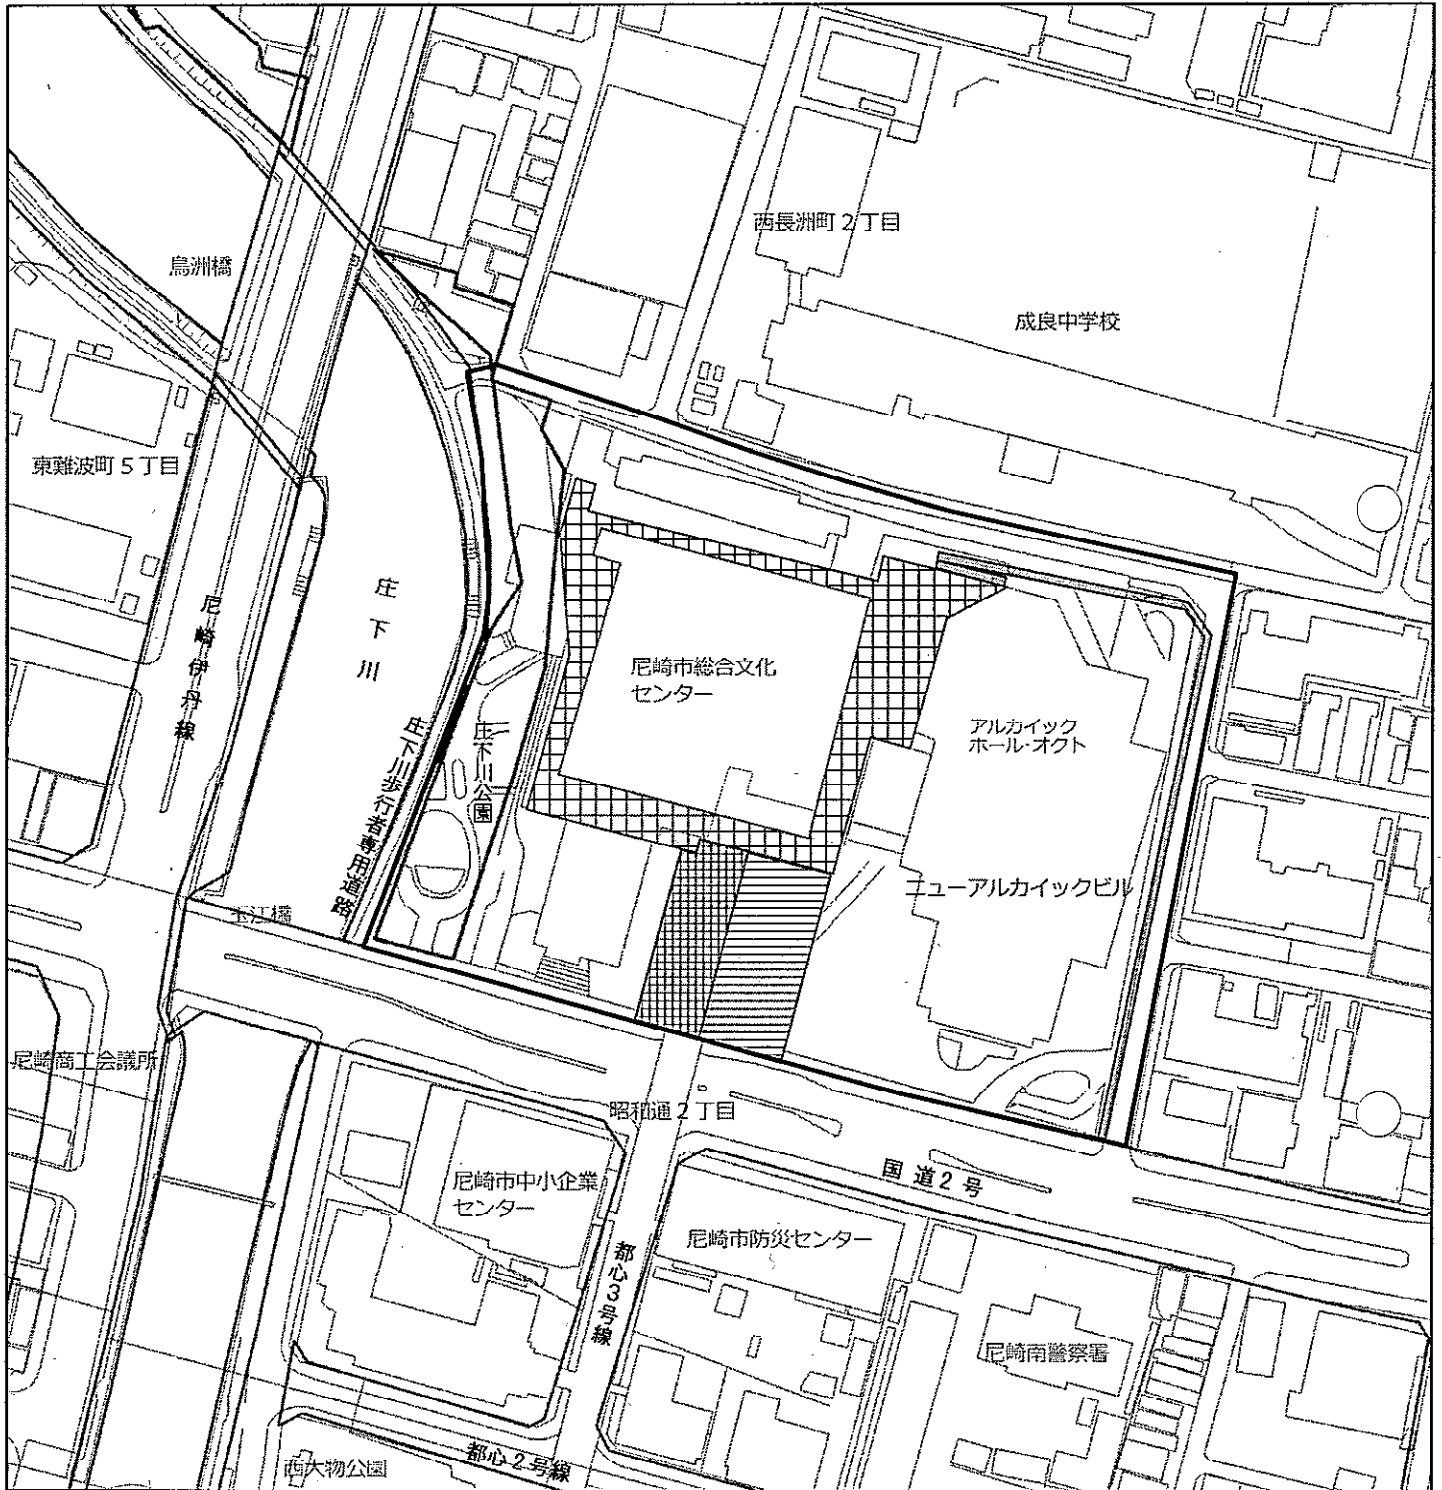 西長洲町2丁目
烏洲橋
成良中学校
東難波町5丁目
庄下川
尼崎伊丹線
尼崎市総合文化
センター
アルカイック
ホール・オクト
庄下川公園
庄下川歩行者専用道路
ニューアルカイックビル
玉江橋
尼崎商工会議所
昭和通2丁目
国道2号
尼崎市中小企業
センター
尼崎市防災センター
都心3号線
尼崎南警察署
都心2号線
西大物公園